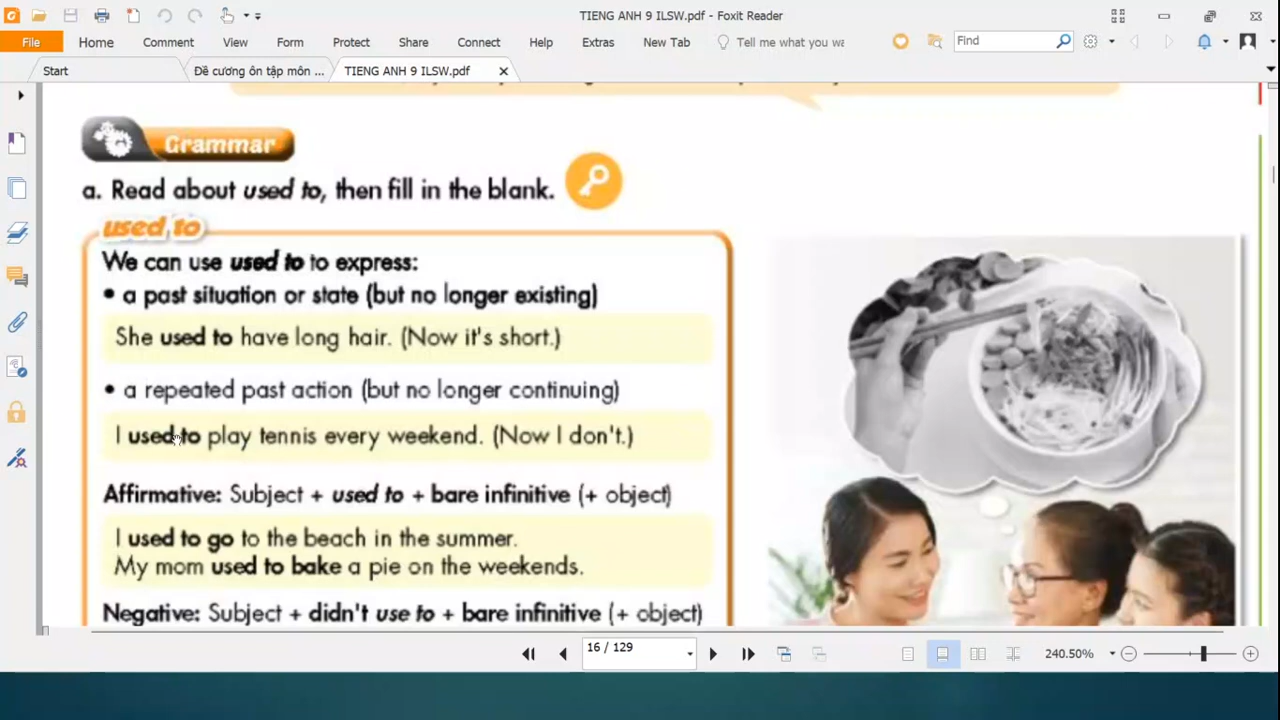 TIENG ANH 9 ILSW.pdf - Foxit Reader
File Home Comment View Form Protect Share Connect Help Extras New Tab Tell me what you wa Find
Start Đề cương ôn tập môn ... TIENG ANH 9 ILSW.pdf
Grammar
a. Read about used to, then fill in the blank.
used to
We can use used to to express:
• a past situation or state (but no longer existing)
She used to have long hair. (Now it's short.)
• a repeated past action (but no longer continuing)
I used to play tennis every weekend. (Now I don't.)
Affirmative: Subject + used to + bare infinitive (+ object)
I used to go to the beach in the summer.
My mom used to bake a pie on the weekends.
Negative: Subject + didn't use to + bare infinitive (+ object)
16 / 129 240.50%